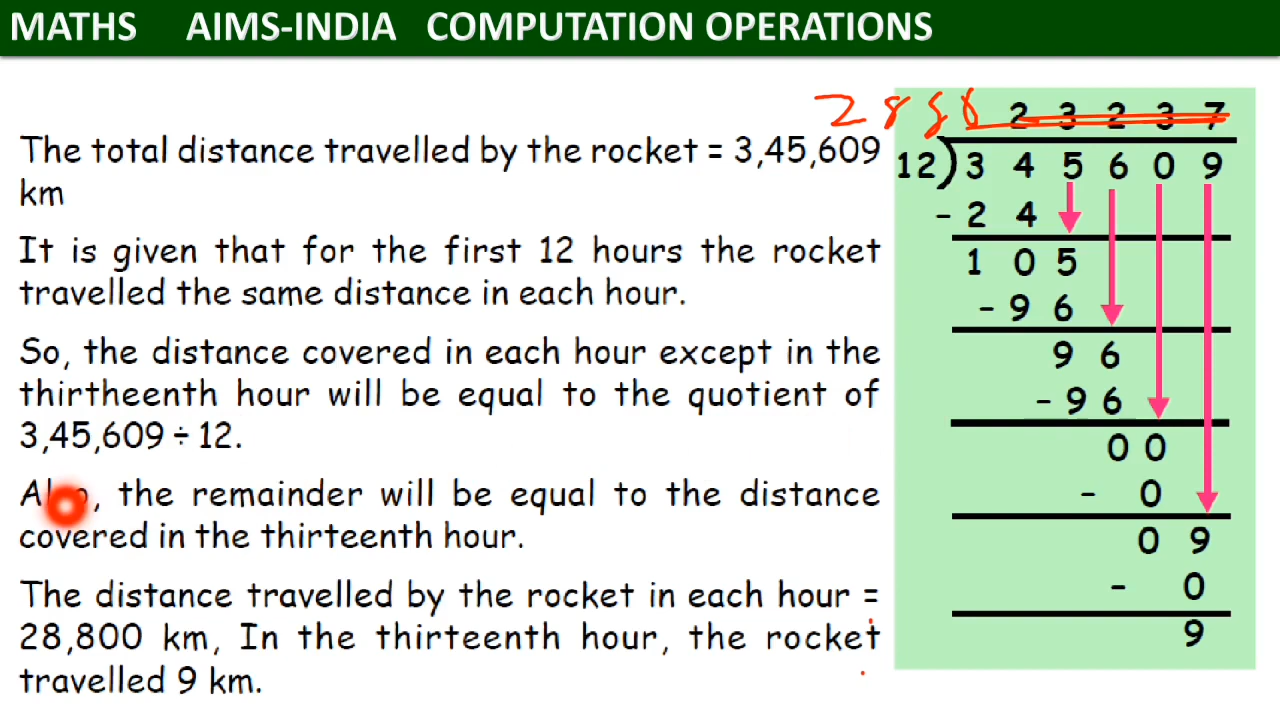 MATHS AIMS-INDIA COMPUTATION OPERATIONS
The total distance travelled by the rocket = 3,45,609
km
It is given that for the first 12 hours the rocket
travelled the same distance in each hour.
So, the distance covered in each hour except in the
thirtheenth hour will be equal to the quotient of
3,45,609 ÷ 12.
Also, the remainder will be equal to the distance
covered in the thirteenth hour.
The distance travelled by the rocket in each hour =
28,800 km, In the thirteenth hour, the rocket
travelled 9 km.
2 8 8
2 3 2 3 7
12 ) 3 4 5 6 0 9
- 2 4
1 0 5
- 9 6
9 6
- 9 6
0 0
- 0
0 9
- 0
9